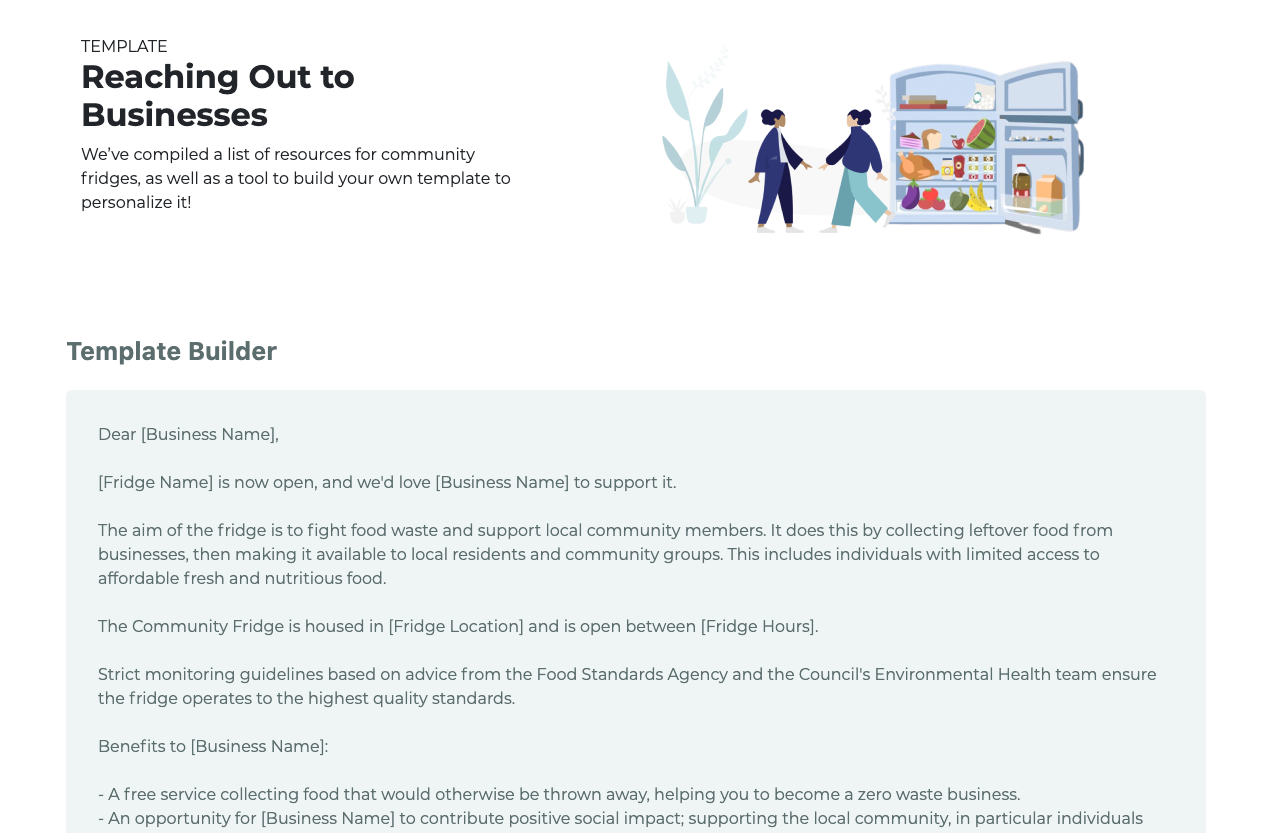 TEMPLATE
Reaching Out to
Businesses
We’ve compiled a list of resources for community
fridges, as well as a tool to build your own template to
personalize it!
Template Builder
Dear [Business Name],
[Fridge Name] is now open, and we'd love [Business Name] to support it.
The aim of the fridge is to fight food waste and support local community members. It does this by collecting leftover food from
businesses, then making it available to local residents and community groups. This includes individuals with limited access to
affordable fresh and nutritious food.
The Community Fridge is housed in [Fridge Location] and is open between [Fridge Hours].
Strict monitoring guidelines based on advice from the Food Standards Agency and the Council's Environmental Health team ensure
the fridge operates to the highest quality standards.
Benefits to [Business Name]:
- A free service collecting food that would otherwise be thrown away, helping you to become a zero waste business.
- An opportunity for [Business Name] to contribute positive social impact; supporting the local community, in particular individuals